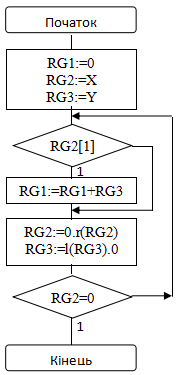 Початок
RG1:=0
RG2:=X
RG3:=Y
RG2[1]
1
RG1:=RG1+RG3
RG2:=0.r(RG2)
RG3:=l(RG3).0
RG2=0
1
Кінець